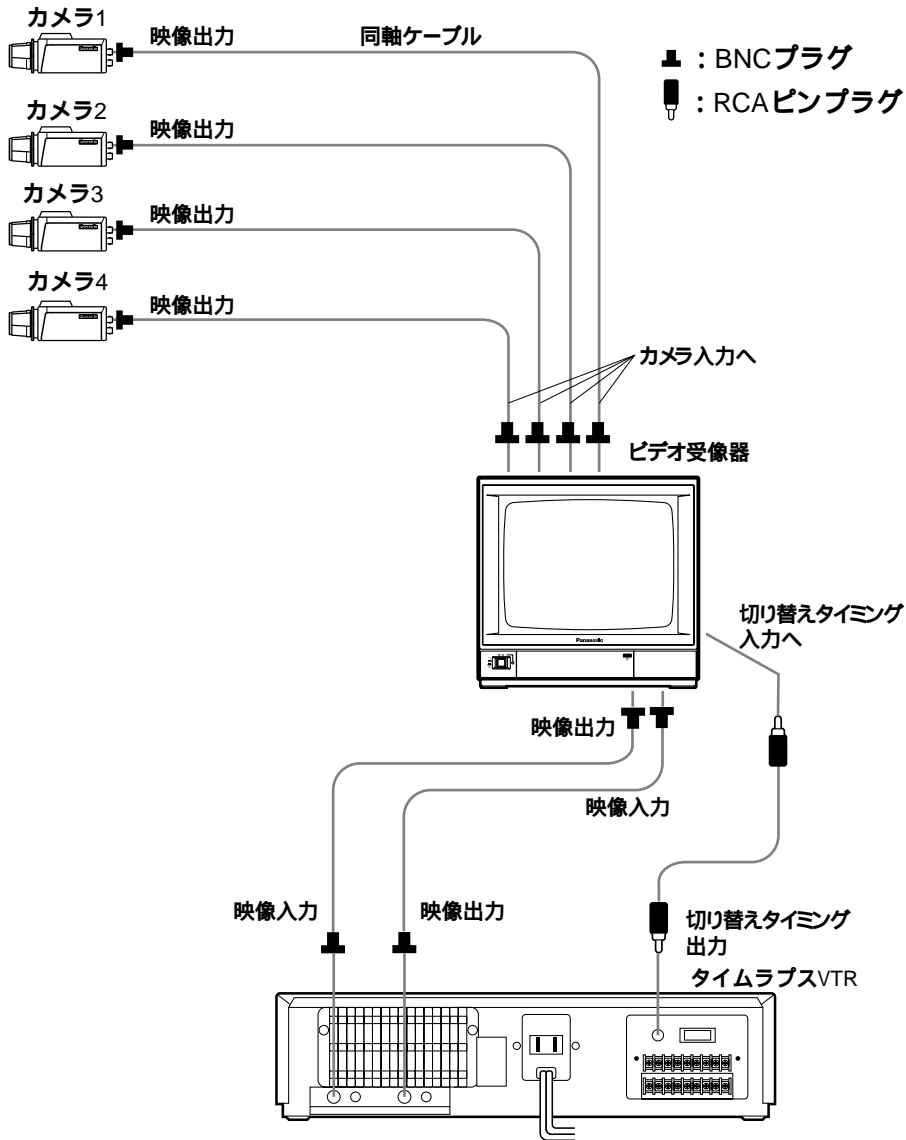 カメラ1
映像出力
同軸ケーブル
：BNCプラグ
：RCAピンプラグ
カメラ2
映像出力
カメラ3
映像出力
カメラ4
映像出力
カメラ入力へ
ビデオ受像器
Panasonic
切り替えタイミング
入力へ
映像出力
映像入力
映像入力
映像出力
切り替えタイミング
出力
タイムラプスVTR